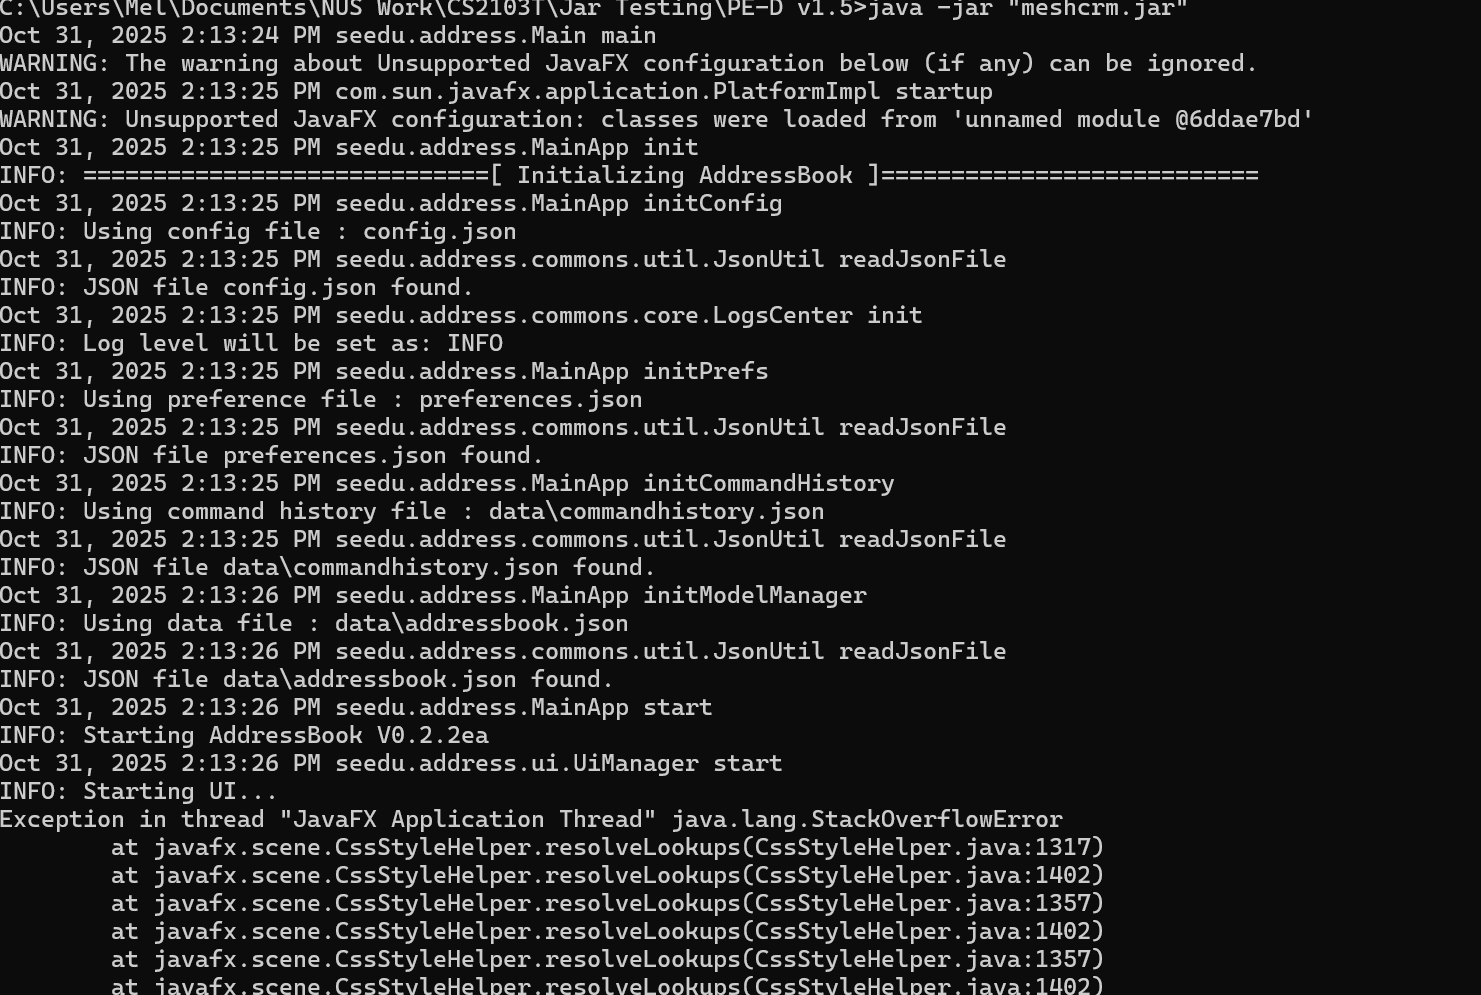 C:\Users\Mel\Documents\NUS Work\CS2103T\Jar Testing\PE-D v1.5>java -jar "meshcrm.jar"
Oct 31, 2025 2:13:24 PM seedu.address.Main main
WARNING: The warning about Unsupported JavaFX configuration below (if any) can be ignored.
Oct 31, 2025 2:13:25 PM com.sun.javafx.application.PlatformImpl startup
WARNING: Unsupported JavaFX configuration: classes were loaded from 'unnamed module @6ddae7bd'
Oct 31, 2025 2:13:25 PM seedu.address.MainApp init
INFO: =============================[ Initializing AddressBook ]===========================
Oct 31, 2025 2:13:25 PM seedu.address.MainApp initConfig
INFO: Using config file : config.json
Oct 31, 2025 2:13:25 PM seedu.address.commons.util.JsonUtil readJsonFile
INFO: JSON file config.json found.
Oct 31, 2025 2:13:25 PM seedu.address.commons.core.LogsCenter init
INFO: Log level will be set as: INFO
Oct 31, 2025 2:13:25 PM seedu.address.MainApp initPrefs
INFO: Using preference file : preferences.json
Oct 31, 2025 2:13:25 PM seedu.address.commons.util.JsonUtil readJsonFile
INFO: JSON file preferences.json found.
Oct 31, 2025 2:13:25 PM seedu.address.MainApp initCommandHistory
INFO: Using command history file : data\commandhistory.json
Oct 31, 2025 2:13:25 PM seedu.address.commons.util.JsonUtil readJsonFile
INFO: JSON file data\commandhistory.json found.
Oct 31, 2025 2:13:26 PM seedu.address.MainApp initModelManager
INFO: Using data file : data\addressbook.json
Oct 31, 2025 2:13:26 PM seedu.address.commons.util.JsonUtil readJsonFile
INFO: JSON file data\addressbook.json found.
Oct 31, 2025 2:13:26 PM seedu.address.MainApp start
INFO: Starting AddressBook V0.2.2ea
Oct 31, 2025 2:13:26 PM seedu.address.ui.UiManager start
INFO: Starting UI...
Exception in thread "JavaFX Application Thread" java.lang.StackOverflowError
at javafx.scene.CssStyleHelper.resolveLookups(CssStyleHelper.java:1317)
at javafx.scene.CssStyleHelper.resolveLookups(CssStyleHelper.java:1402)
at javafx.scene.CssStyleHelper.resolveLookups(CssStyleHelper.java:1357)
at javafx.scene.CssStyleHelper.resolveLookups(CssStyleHelper.java:1402)
at javafx.scene.CssStyleHelper.resolveLookups(CssStyleHelper.java:1357)
at javafx.scene.CssStyleHelper.resolveLookups(CssStyleHelper.java:1402)